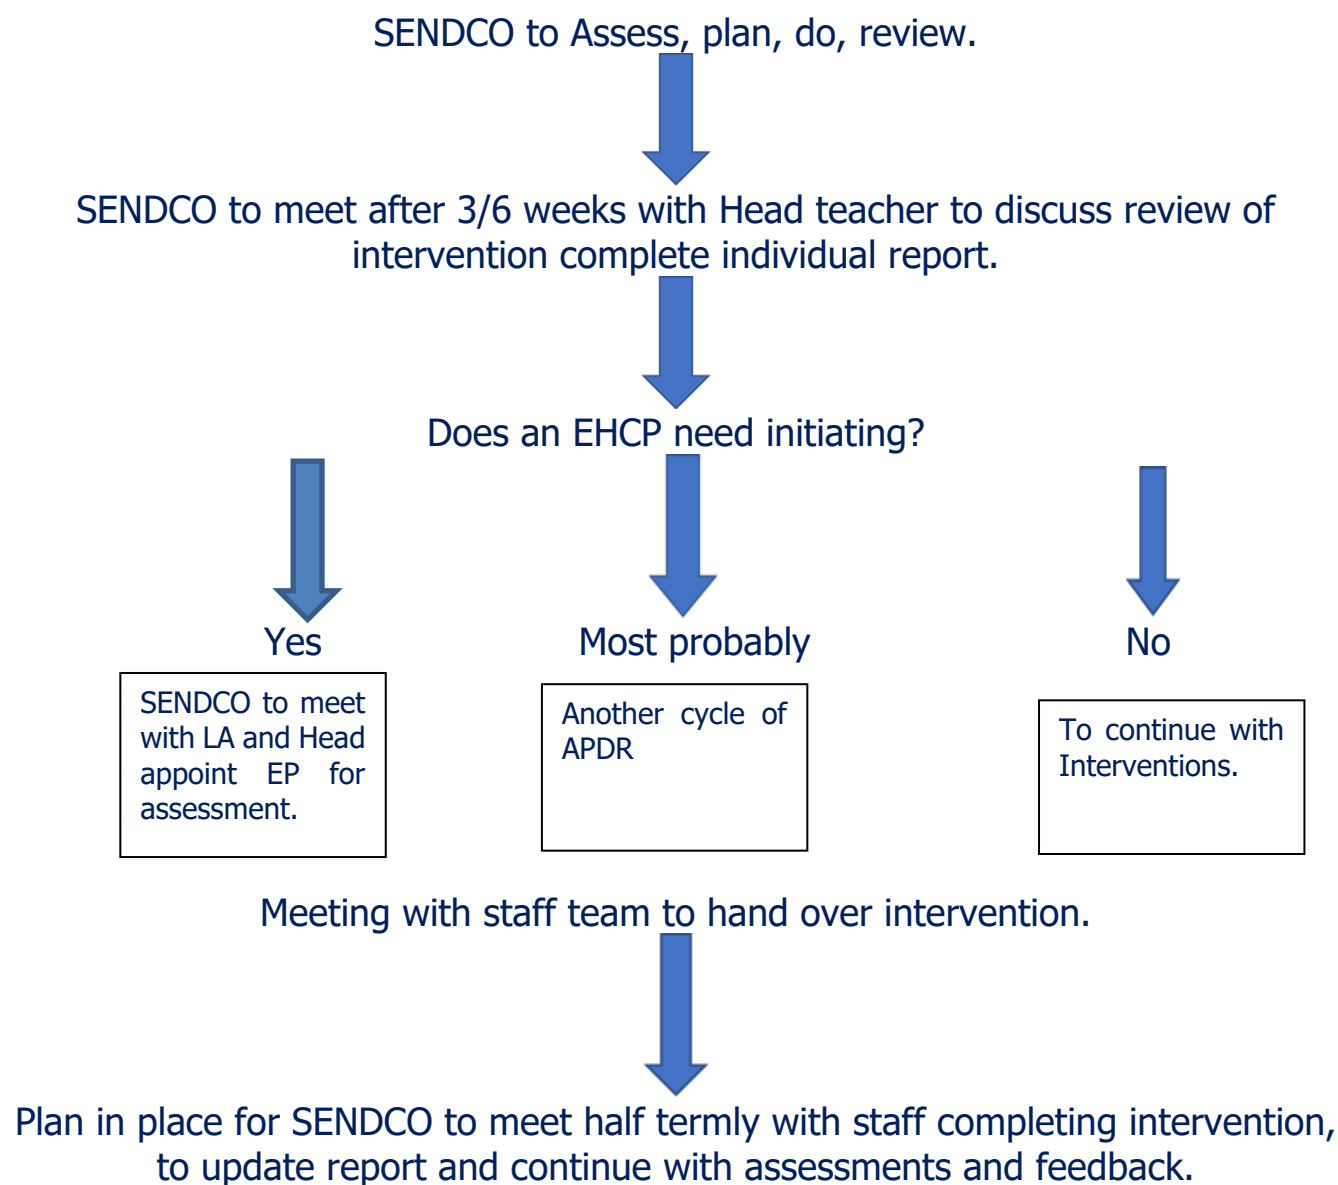 SENDCO to Assess, plan, do, review.
SENDCO to meet after 3/6 weeks with Head teacher to discuss review of
intervention complete individual report.
Does an EHCP need initiating?
Yes
Most probably
No
SENDCO to meet
with LA and Head
appoint EP for
assessment.
Another cycle of
APDR
To continue with
Interventions.
Meeting with staff team to hand over intervention.
Plan in place for SENDCO to meet half termly with staff completing intervention,
to update report and continue with assessments and feedback.